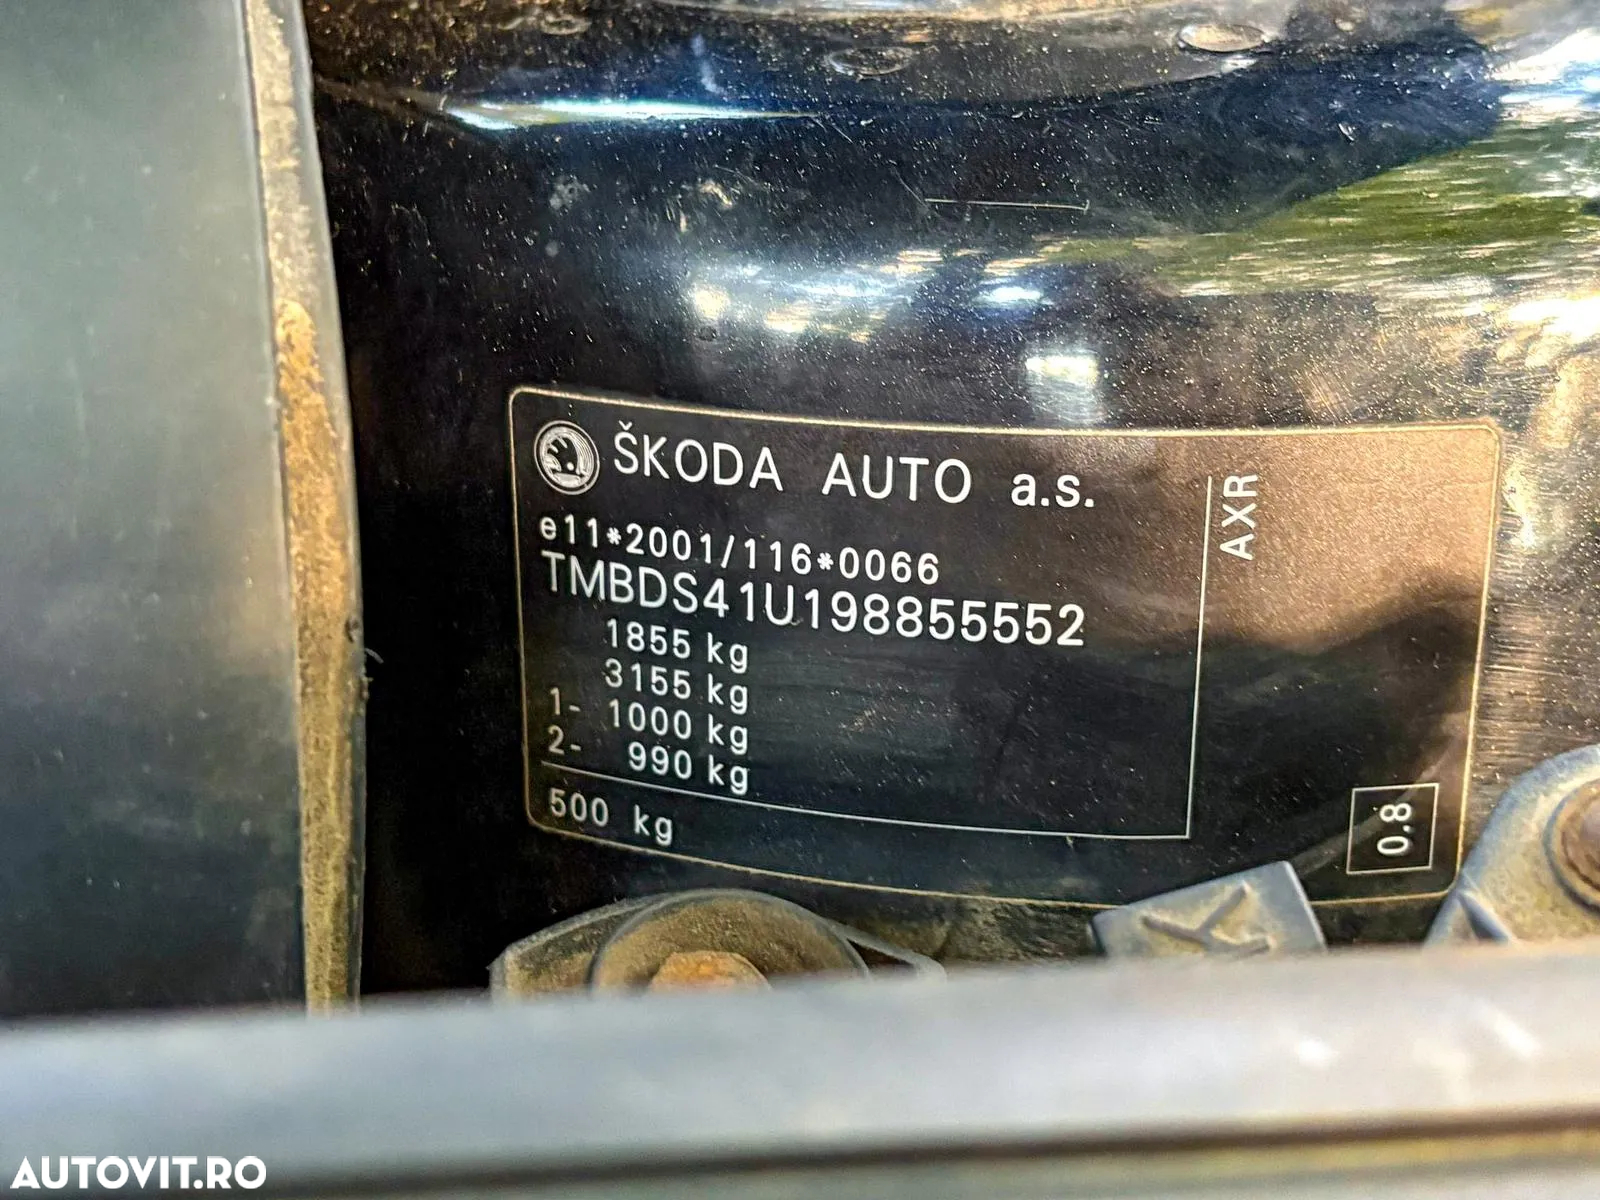 ŠKODA AUTO a.s.
e11*2001/116*0066
TMBDS41U198855552
1855 kg
3155 kg
1- 1000 kg
2- 990 kg
500 kg
AXR
0.8
AUTOVIT.RO